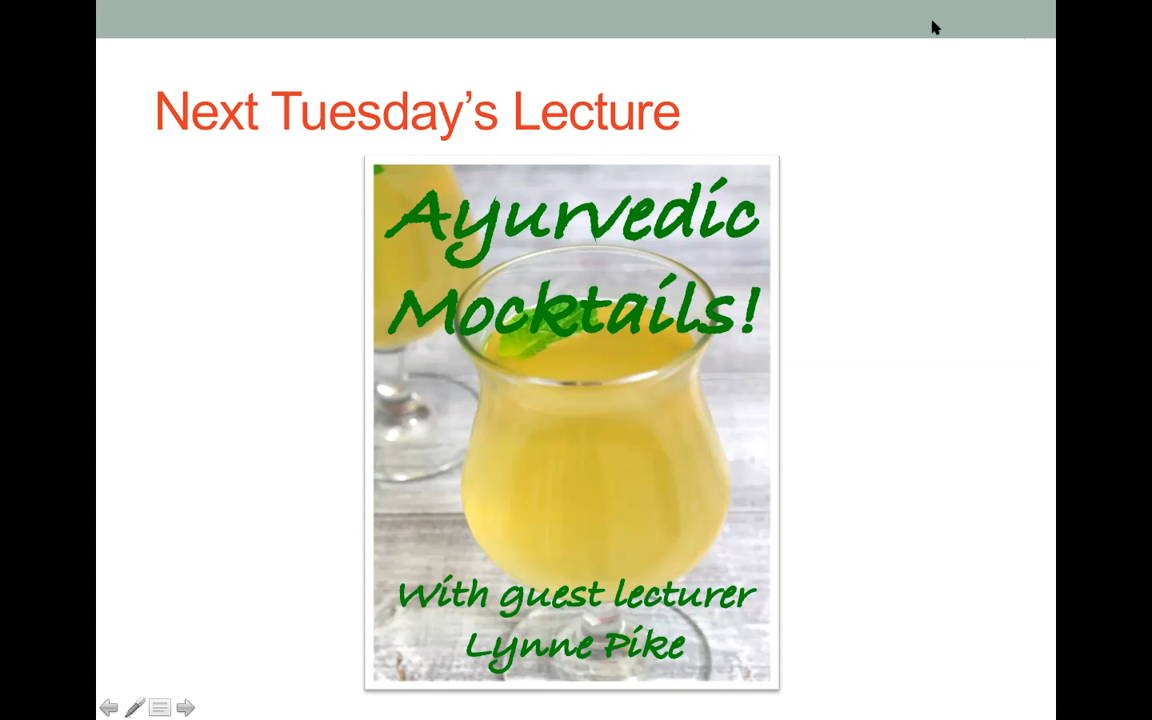 Next Tuesday’s Lecture
Ayurvedic
Mocktails!
With guest lecturer
Lynne Pike